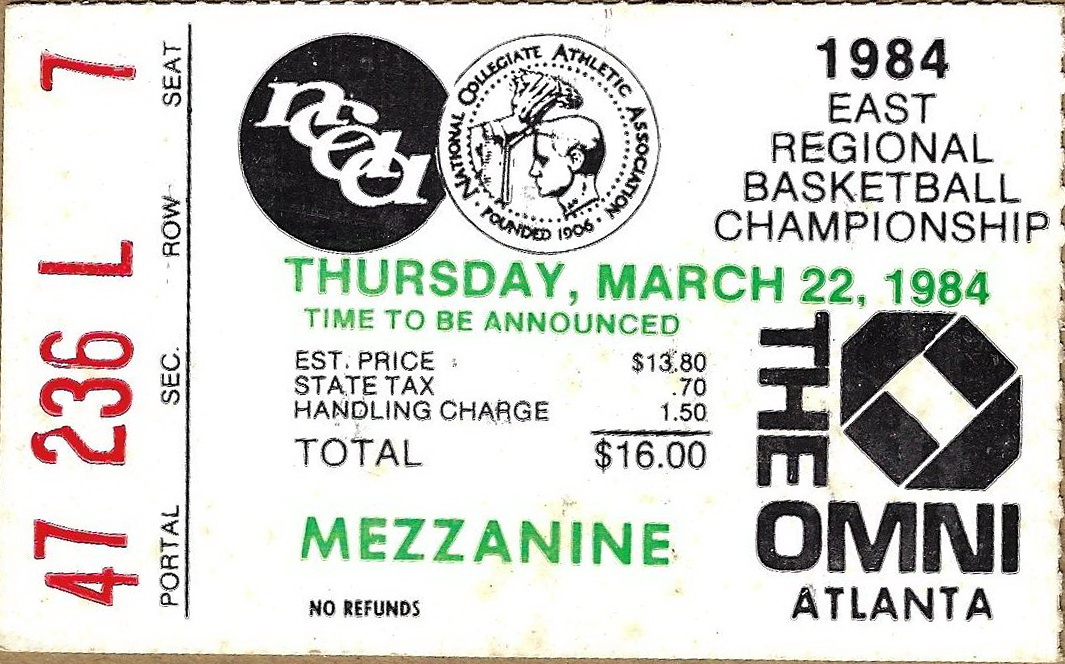 7 SEAT
L ROW
236 SEC.
47 PORTAL
ncaa
NATIONAL COLLEGIATE ATHLETIC ASSOCIATION
• FOUNDED 1906 •
1984
EAST
REGIONAL
BASKETBALL
CHAMPIONSHIP
THURSDAY, MARCH 22, 1984
TIME TO BE ANNOUNCED
EST. PRICE $13.80
STATE TAX .70
HANDLING CHARGE 1.50
TOTAL $16.00
MEZZANINE
NO REFUNDS
THE
OMNI
ATLANTA